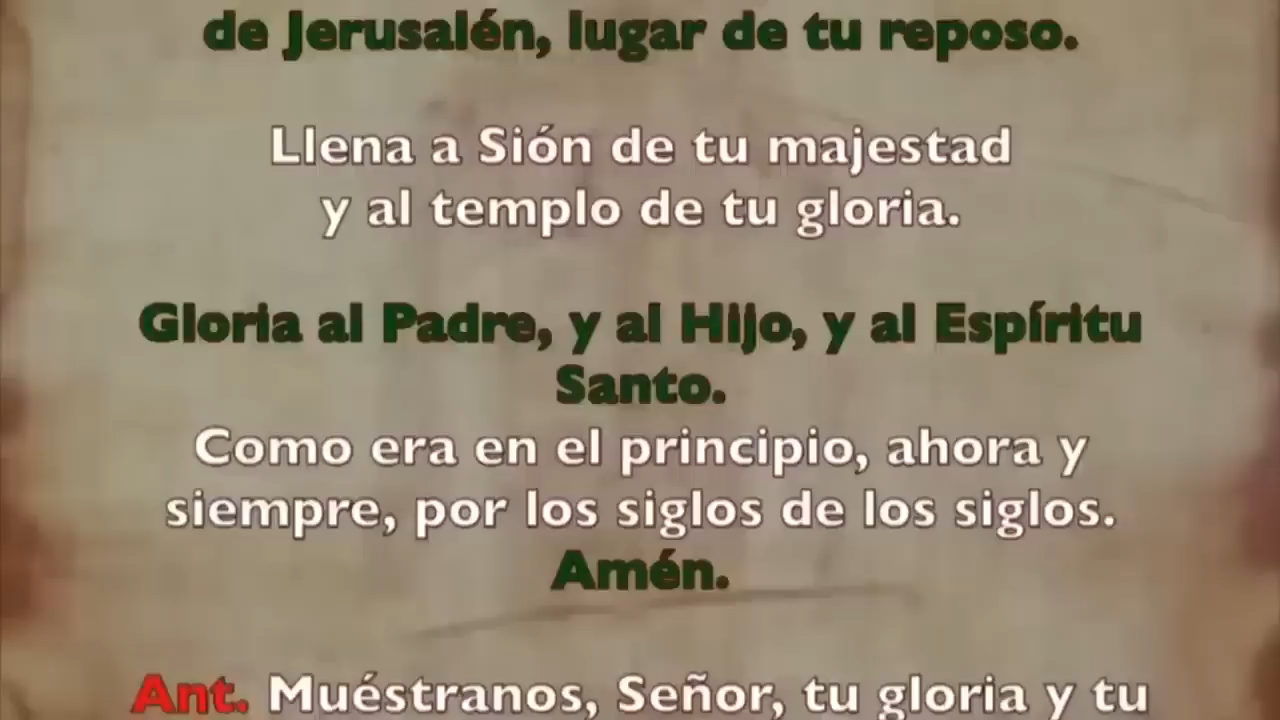 de Jerusalén, lugar de tu reposo.
Llena a Sión de tu majestad
y al templo de tu gloria.
Gloria al Padre, y al Hijo, y al Espíritu
Santo.
Como era en el principio, ahora y
siempre, por los siglos de los siglos.
Amén.
Ant. Muéstranos, Señor, tu gloria y tu